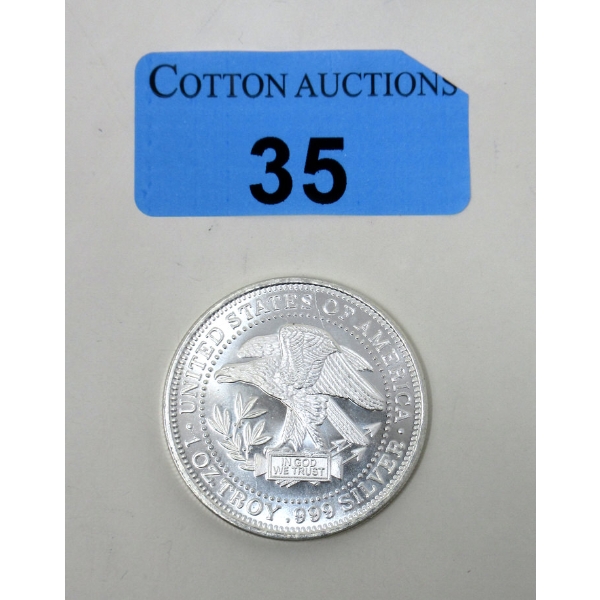 COTTON AUCTIONS
35
· UNITED STATES OF AMERICA ·
1 OZ. TROY .999 SILVER
IN GOD
WE TRUST